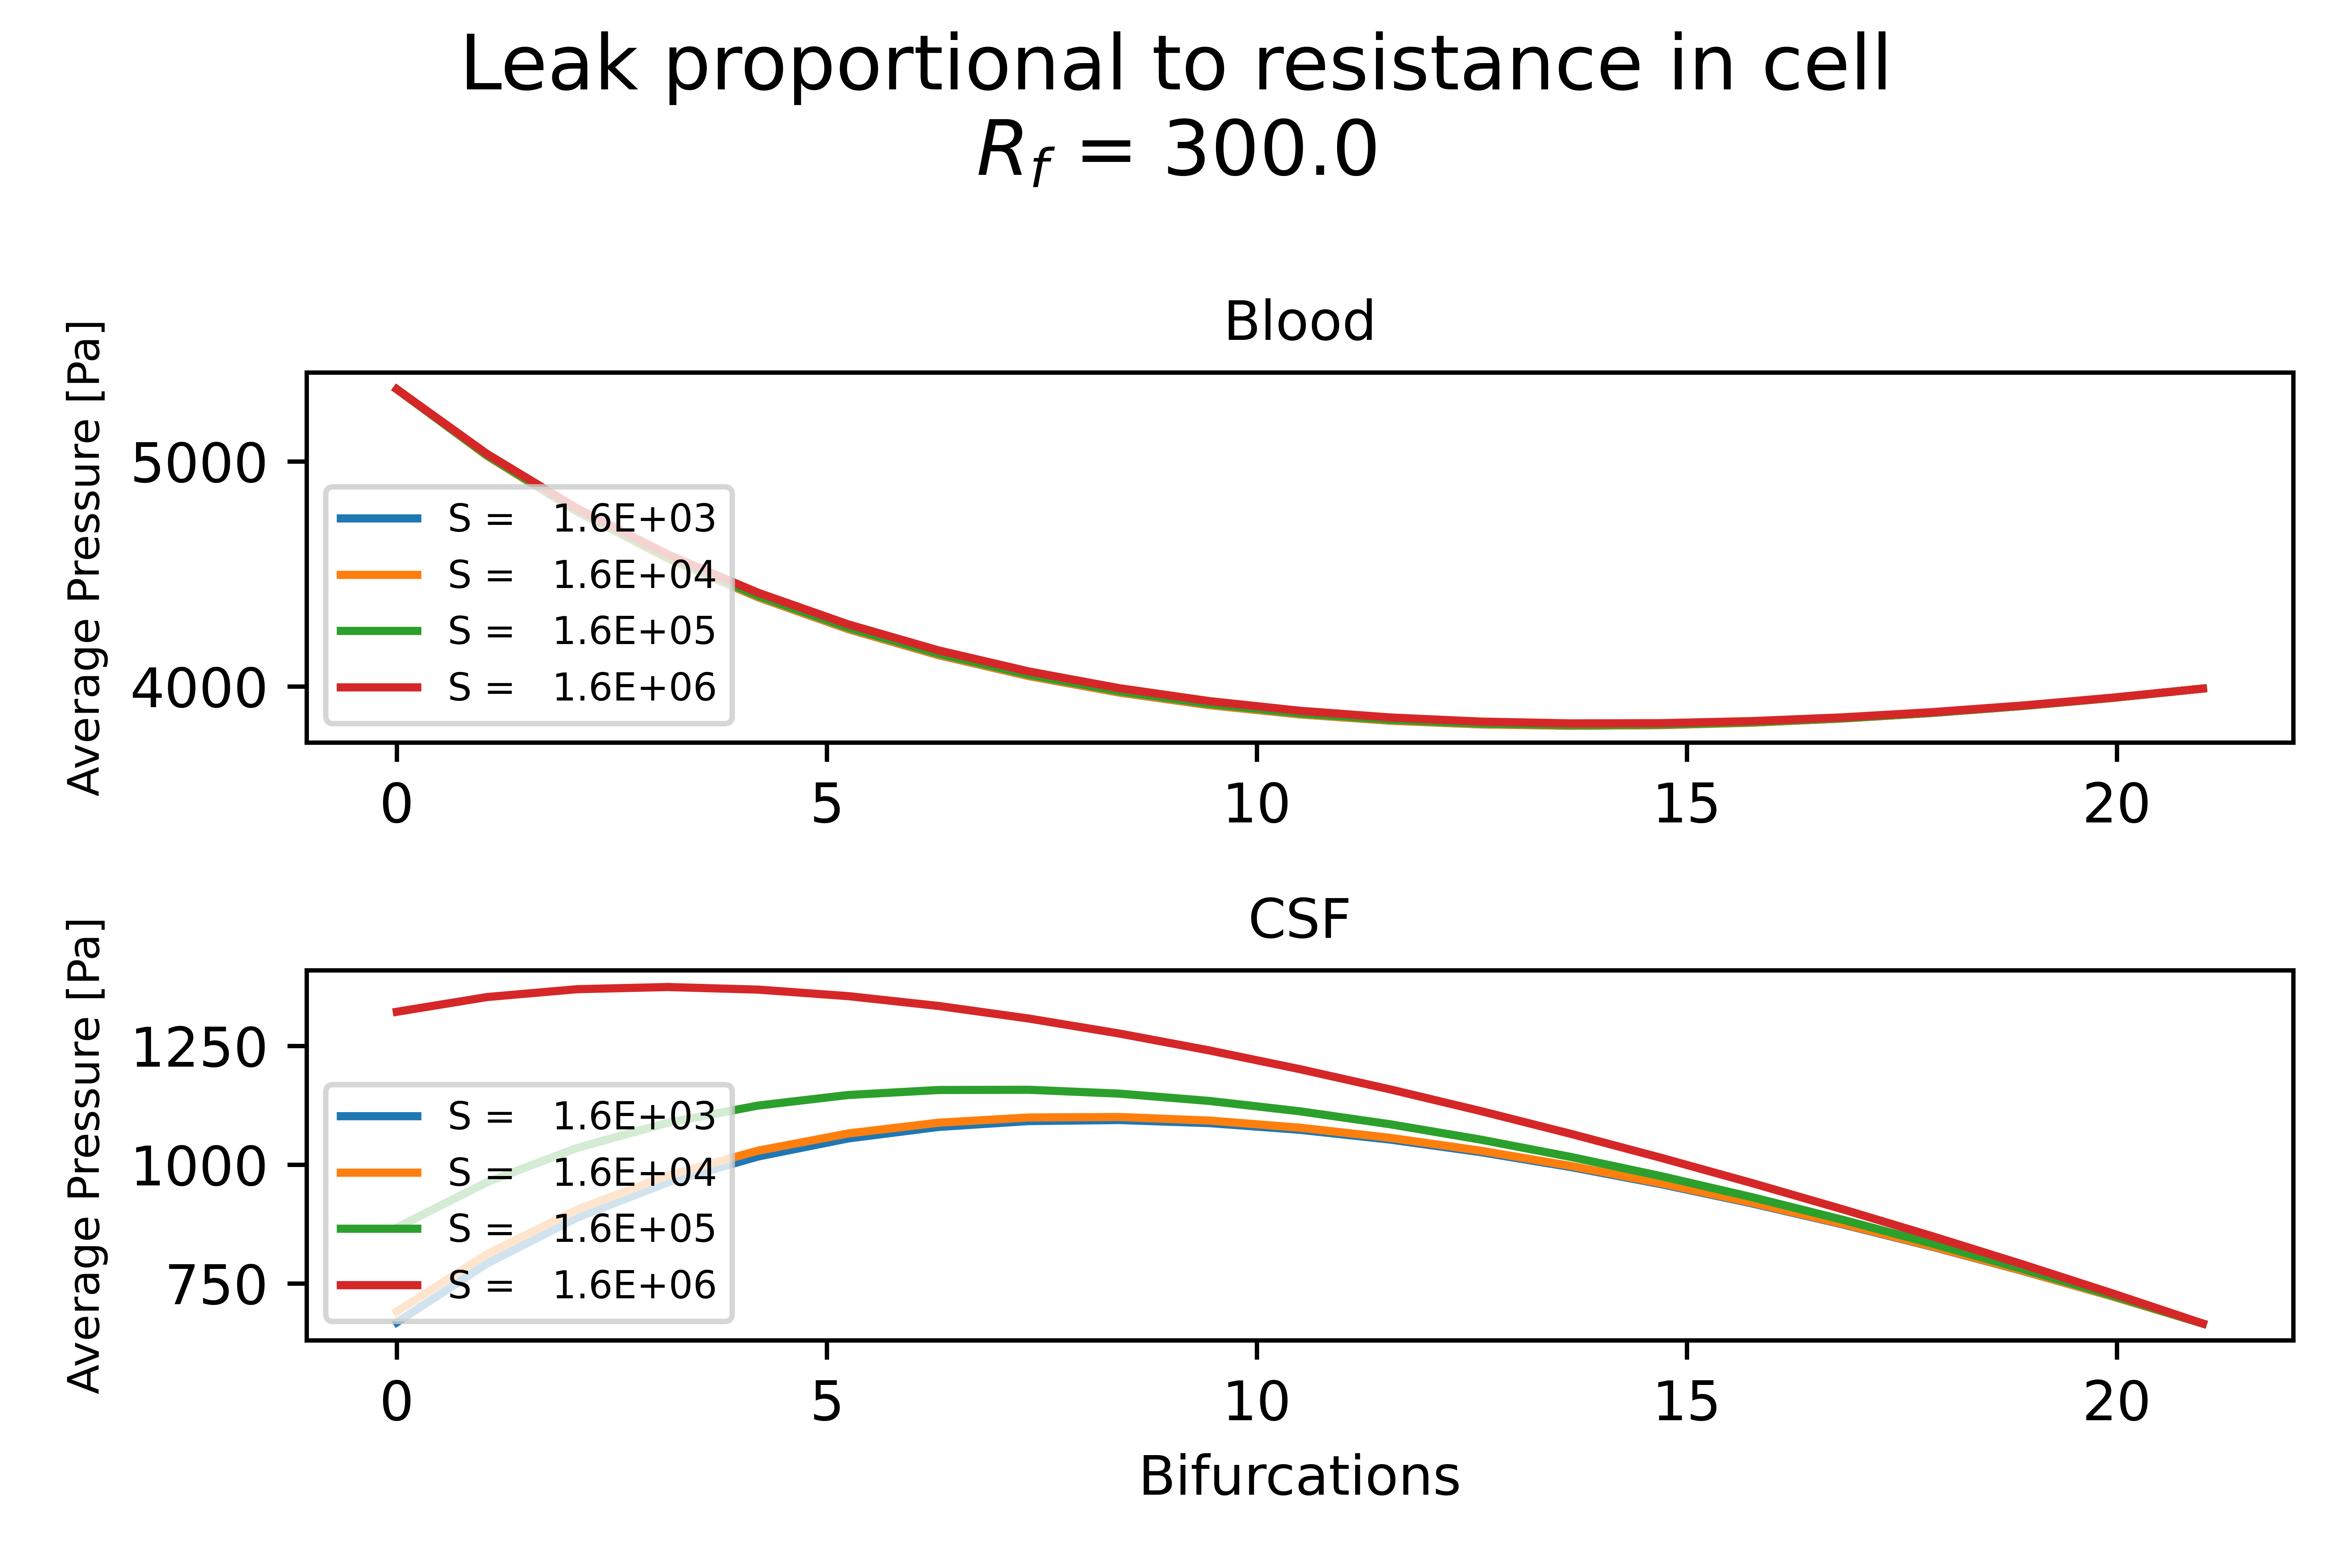 Leak proportional to resistance in cell
R_f = 300.0
Blood
Average Pressure [Pa]
5000
4000
S = 1.6E+03
S = 1.6E+04
S = 1.6E+05
S = 1.6E+06
0 5 10 15 20
CSF
Average Pressure [Pa]
1250
1000
750
S = 1.6E+03
S = 1.6E+04
S = 1.6E+05
S = 1.6E+06
0 5 10 15 20
Bifurcations